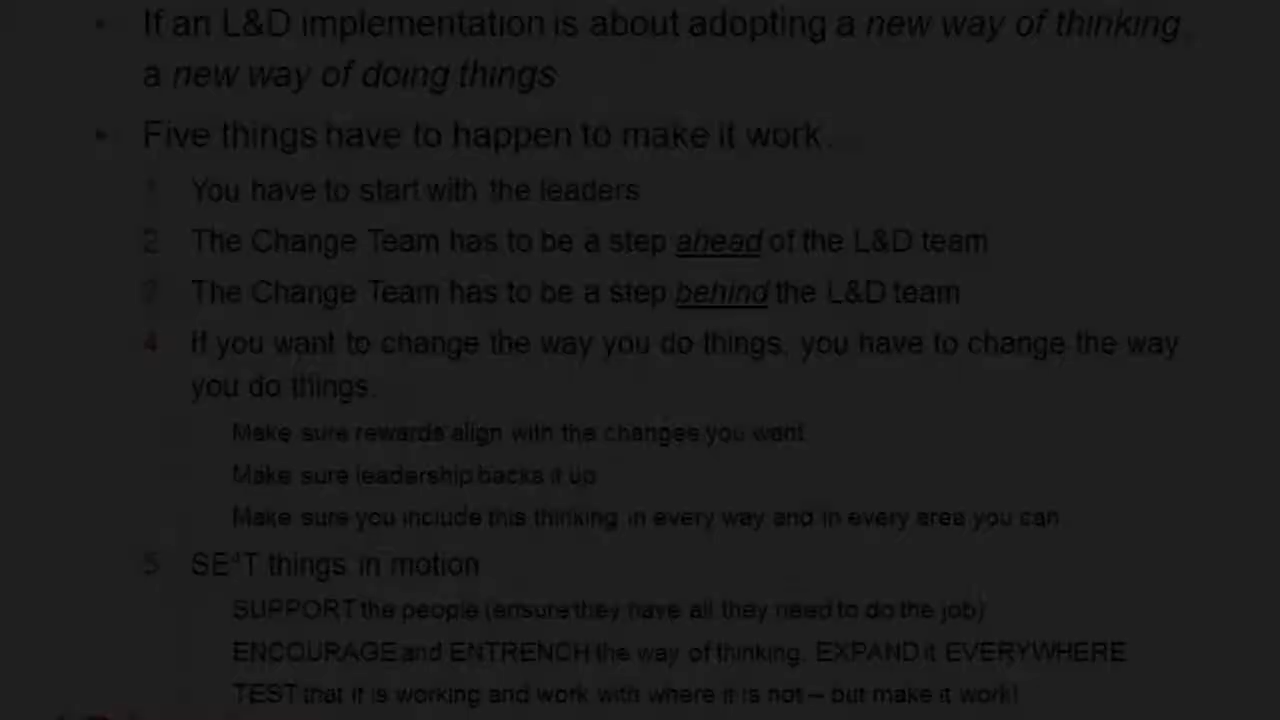 • If an L&D implementation is about adopting a new way of thinking,
a new way of doing things
• Five things have to happen to make it work…
1 You have to start with the leaders
2 The Change Team has to be a step ahead of the L&D team
3 The Change Team has to be a step behind the L&D team
4 If you want to change the way you do things, you have to change the way
you do things.
Make sure rewards align with the changes you want
Make sure leadership backs it up
Make sure you include this thinking in every way and in every area you can
5 SE⁴T things in motion
SUPPORT the people (ensure they have all they need to do the job)
ENCOURAGE and ENTRENCH the way of thinking. EXPAND it EVERYWHERE
TEST that it is working and work with where it is not – but make it work!